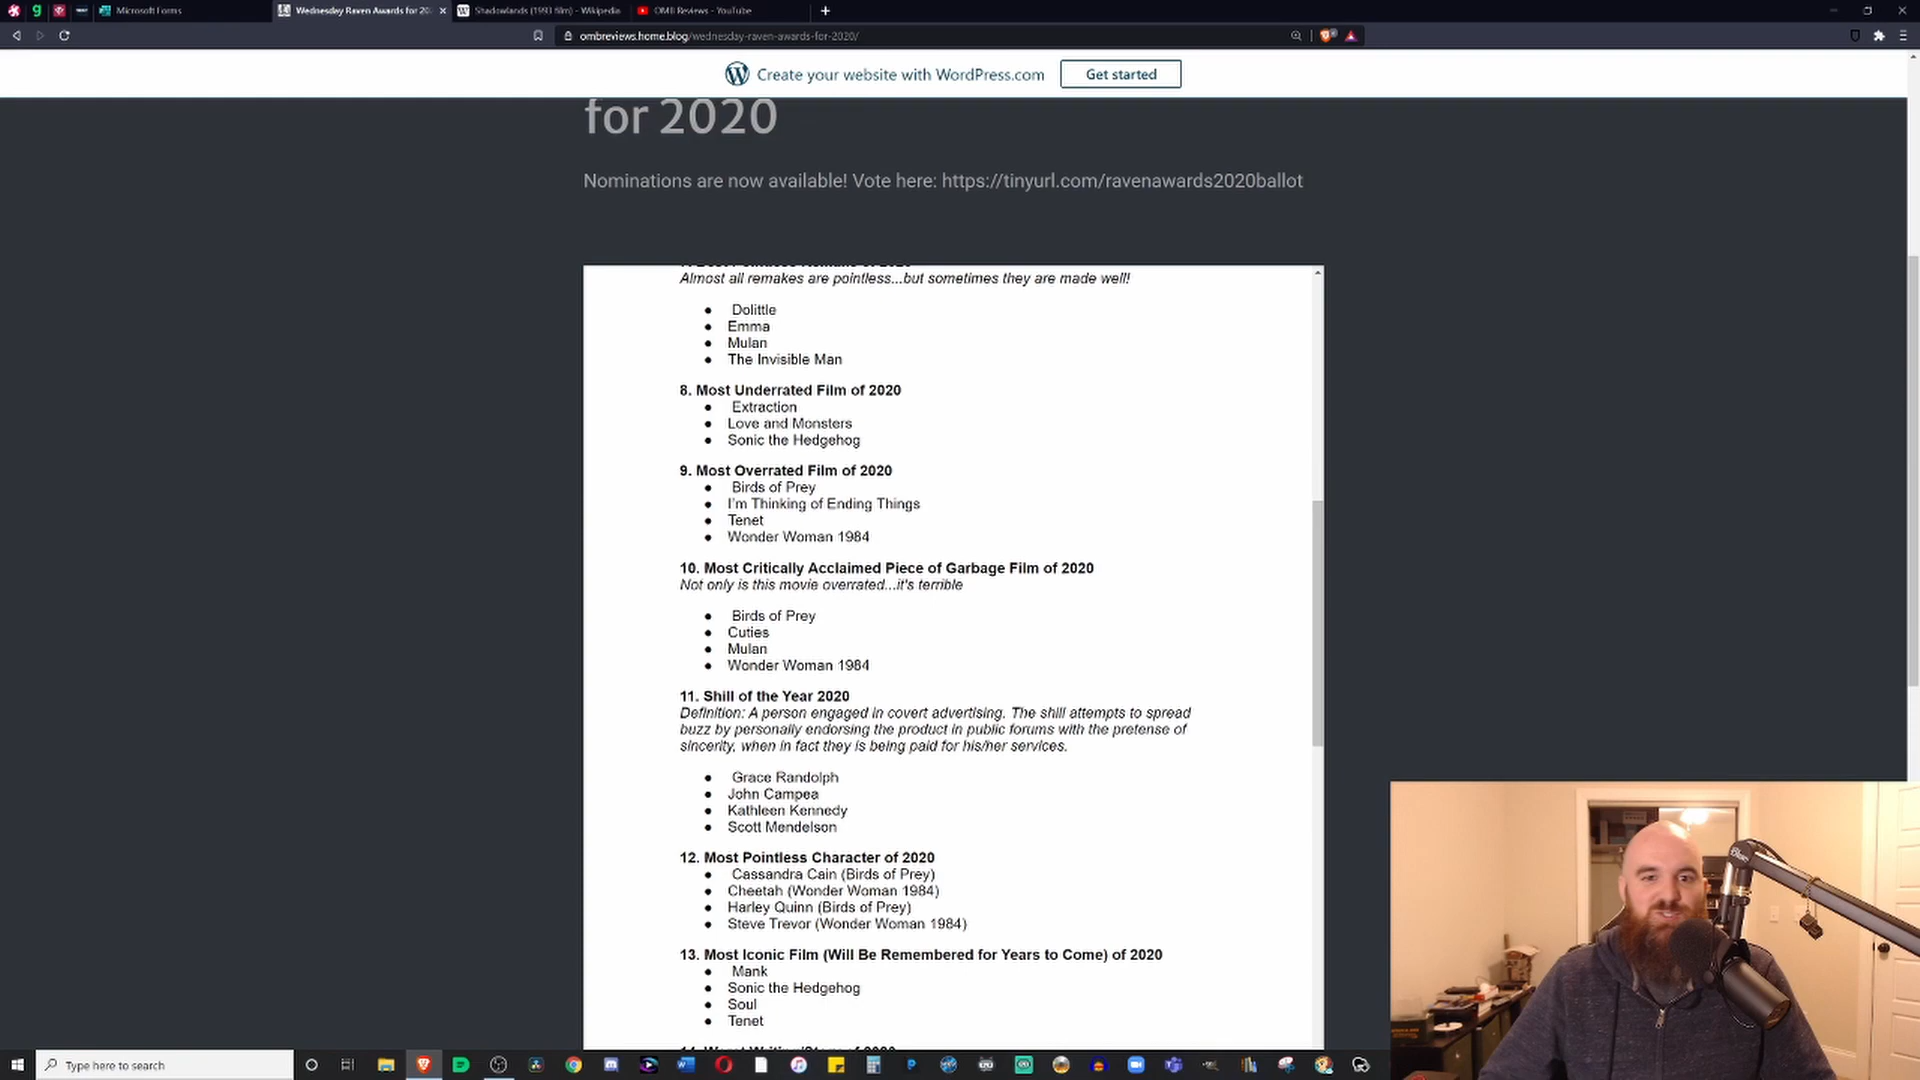 Microsoft Forms
Wednesday Raven Awards for 20
Shadowlands (1993 film) - Wikipedia
OMB Reviews - YouTube
ombreviews.home.blog/wednesday-raven-awards-for-2020/
Create your website with WordPress.com
Get started
for 2020
Nominations are now available! Vote here: https://tinyurl.com/ravenawards2020ballot
Almost all remakes are pointless...but sometimes they are made well!
● Dolittle
● Emma
● Mulan
● The Invisible Man
8. Most Underrated Film of 2020
● Extraction
● Love and Monsters
● Sonic the Hedgehog
9. Most Overrated Film of 2020
● Birds of Prey
● I'm Thinking of Ending Things
● Tenet
● Wonder Woman 1984
10. Most Critically Acclaimed Piece of Garbage Film of 2020
Not only is this movie overrated...it's terrible
● Birds of Prey
● Cuties
● Mulan
● Wonder Woman 1984
11. Shill of the Year 2020
Definition: A person engaged in covert advertising. The shill attempts to spread
buzz by personally endorsing the product in public forums with the pretense of
sincerity, when in fact they is being paid for his/her services.
● Grace Randolph
● John Campea
● Kathleen Kennedy
● Scott Mendelson
12. Most Pointless Character of 2020
● Cassandra Cain (Birds of Prey)
● Cheetah (Wonder Woman 1984)
● Harley Quinn (Birds of Prey)
● Steve Trevor (Wonder Woman 1984)
13. Most Iconic Film (Will Be Remembered for Years to Come) of 2020
● Mank
● Sonic the Hedgehog
● Soul
● Tenet
Type here to search